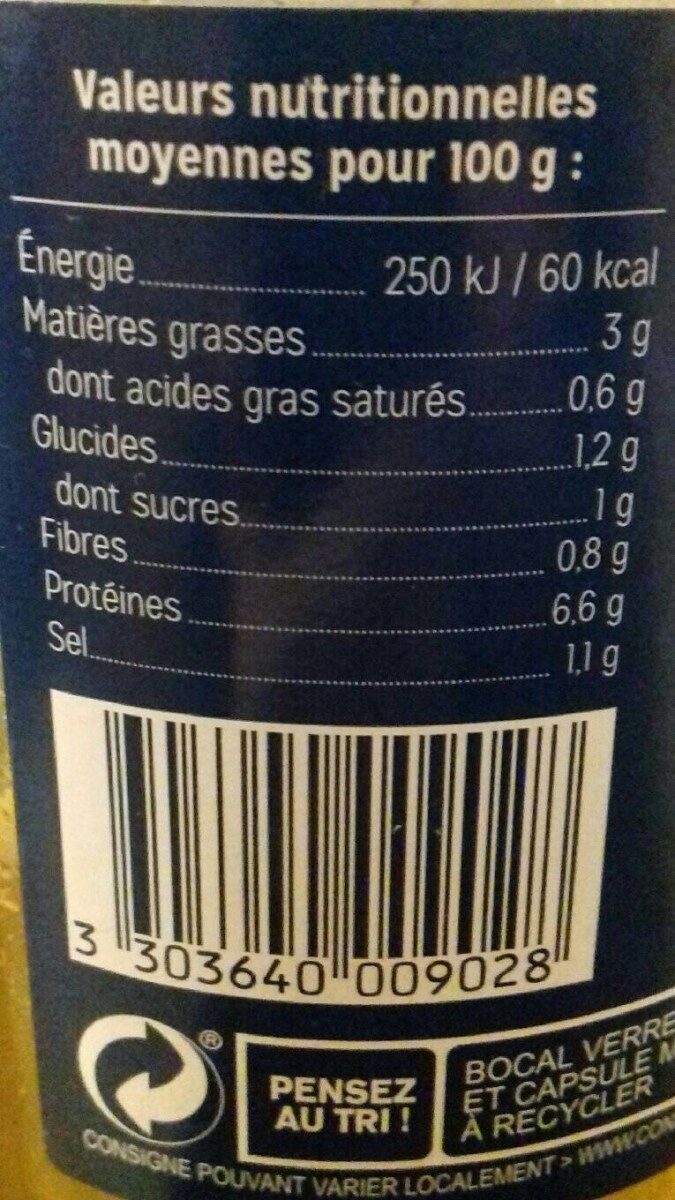 Valeurs nutritionnelles
moyennes pour 100 g :
Énergie.................... 250 kJ / 60 kcal
Matières grasses.................... 3 g
dont acides gras saturés.......... 0,6 g
Glucides.................... 1,2 g
dont sucres.................... 1 g
Fibres.................... 0,8 g
Protéines.................... 6,6 g
Sel.................... 1,1 g
3 303640 009028
®
PENSEZ
AU TRI !
BOCAL VERRE
ET CAPSULE M
À RECYCLER
CONSIGNE POUVANT VARIER LOCALEMENT > WWW.CON